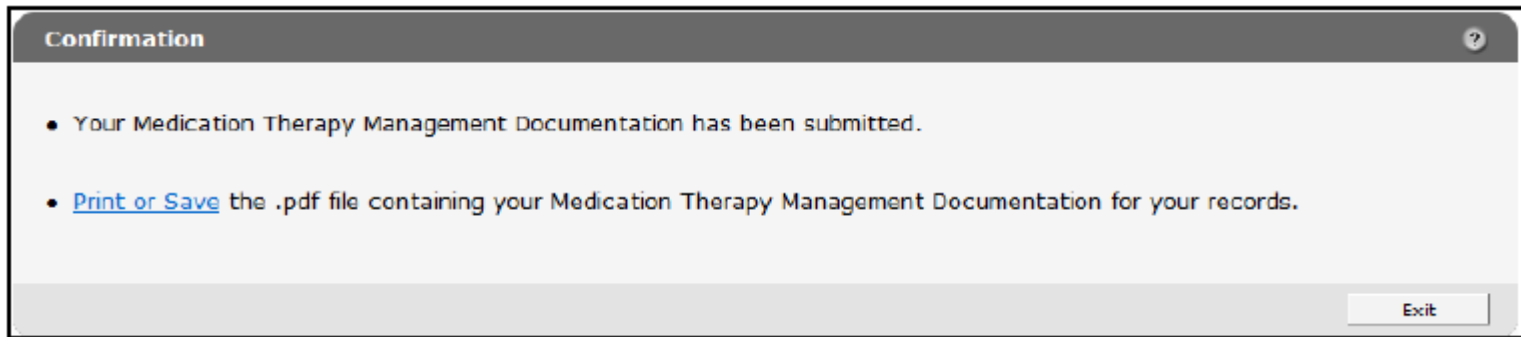 Confirmation
?
• Your Medication Therapy Management Documentation has been submitted.
• Print or Save the .pdf file containing your Medication Therapy Management Documentation for your records.
Exit